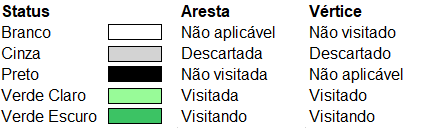 Status Aresta Vértice
Branco Não aplicável Não visitado
Cinza Descartada Descartado
Preto Não visitada Não aplicável
Verde Claro Visitada Visitado
Verde Escuro Visitando Visitando